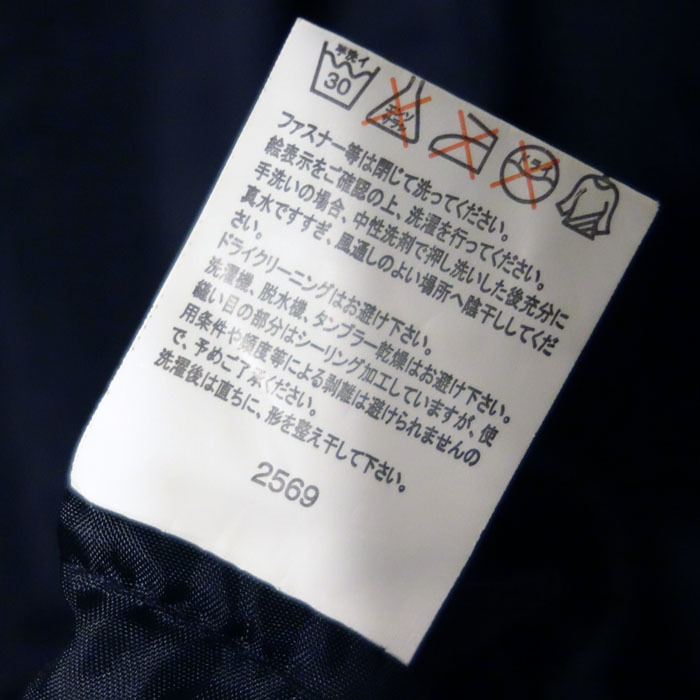 手洗イ
30
エンソ
サラシ
ドライ
ファスナー等は閉じて洗ってください。
絵表示をご確認の上、洗濯を行ってください。
手洗いの場合、中性洗剤で押し洗いした後充分に
真水ですすぎ、風通しのよい場所へ陰干ししてくだ
さい。
ドライクリーニングはお避け下さい。
洗濯機、脱水機、タンブラー乾燥はお避け下さい。
縫い目の部分はシーリング加工していますが、使
用条件や頻度等による剥離は避けられませんの
で、予めご了承ください。
洗濯後は直ちに、形を整え干して下さい。
2569